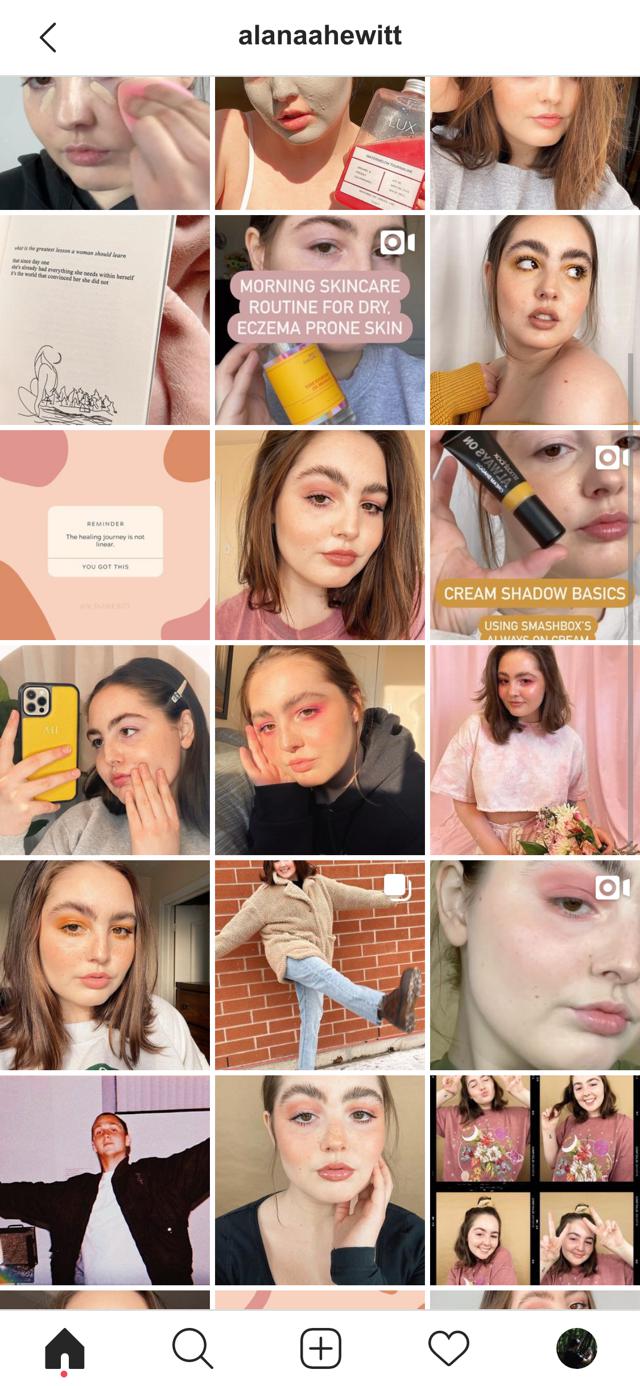 alanaahewitt
LUX
WATERMELON TOURMALINE
what is the greatest lesson a woman should learn
that since day one
she's already had everything she needs within herself
it's the world that convinced her she did not
MORNING SKINCARE
ROUTINE FOR DRY,
ECZEMA PRONE SKIN
REMINDER
The healing journey is not
linear.
YOU GOT THIS
ALWAYS ON
CREAM SHADOW BASICS
USING SMASHBOX'S
ALWAYS ON CREAM
AH